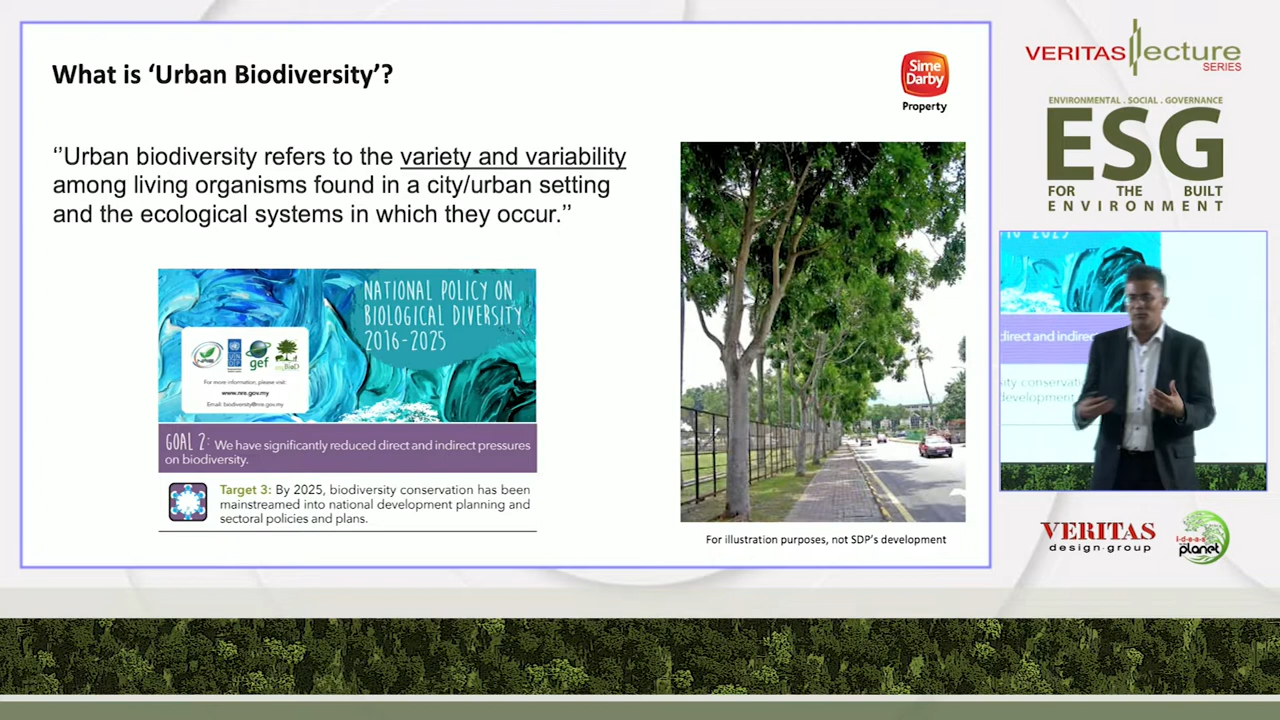 What is ‘Urban Biodiversity’?
Sime
Darby
Property
‘’Urban biodiversity refers to the variety and variability
among living organisms found in a city/urban setting
and the ecological systems in which they occur.’’
NATIONAL POLICY ON
BIOLOGICAL DIVERSITY
2016-2025
NRE
gef
myBioD
For more information, please visit:
www.nre.gov.my
Email: biodiversity@nre.gov.my
GOAL 2: We have significantly reduced direct and indirect pressures
on biodiversity.
Target 3: By 2025, biodiversity conservation has been
mainstreamed into national development planning and
sectoral policies and plans.
For illustration purposes, not SDP’s development
VERITAS lecture
SERIES
ENVIRONMENTAL . SOCIAL . GOVERNANCE
ESG
FOR THE BUILT
ENVIRONMENT
direct and indirec
ity conservati
development
VERITAS
design·group
i-d-e-a-s
planet